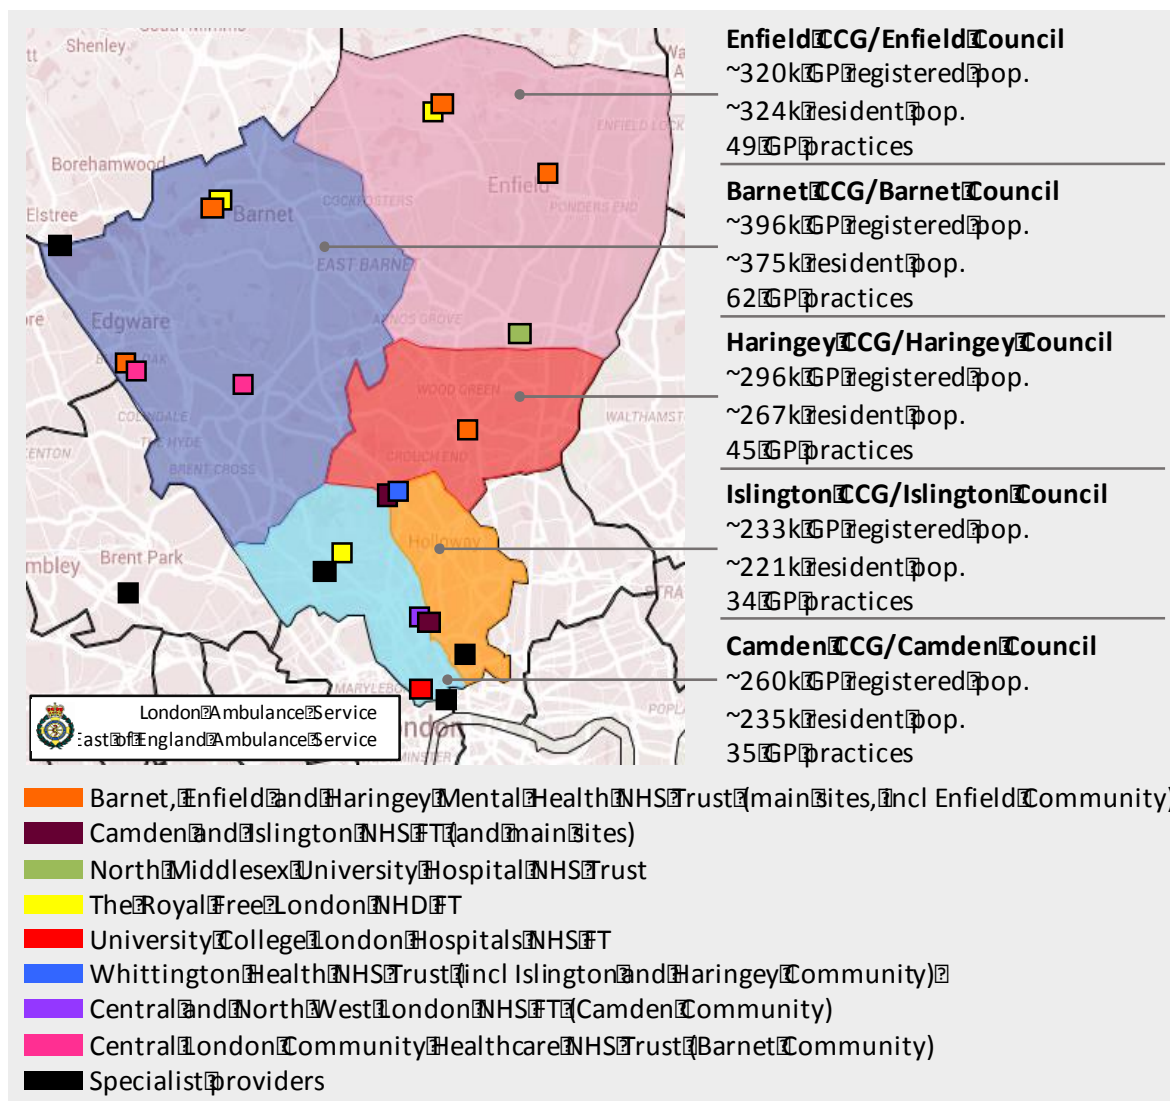 South Mimms
Shenley
Borehamwood
Elstree
Barnet
COCKFOSTERS
Enfield
ENFIELD LOCK
PONDERS END
EAST BARNET
Edgware
ARNOS GROVE
COLINDALE
THE HYDE
BRENT CROSS
WOOD GREEN
CROUCH END
WALTHAMST
Holloway
Brent Park
mbley
ENTON
STRA
MARYLEBO
POPL
ondon
MINSTER
London Ambulance Service
East of England Ambulance Service
Enfield CCG/Enfield Council
~320k GP registered pop.
~324k resident pop.
49 GP practices
Barnet CCG/Barnet Council
~396k GP registered pop.
~375k resident pop.
62 GP practices
Haringey CCG/Haringey Council
~296k GP registered pop.
~267k resident pop.
45 GP practices
Islington CCG/Islington Council
~233k GP registered pop.
~221k resident pop.
34 GP practices
Camden CCG/Camden Council
~260k GP registered pop.
~235k resident pop.
35 GP practices
Barnet, Enfield and Haringey Mental Health NHS Trust (main sites, incl Enfield Community)
Camden and Islington NHS FT (and main sites)
North Middlesex University Hospital NHS Trust
The Royal Free London NHD FT
University College London Hospitals NHS FT
Whittington Health NHS Trust (incl Islington and Haringey Community)
Central and North West London NHS FT (Camden Community)
Central London Community Healthcare NHS Trust (Barnet Community)
Specialist providers